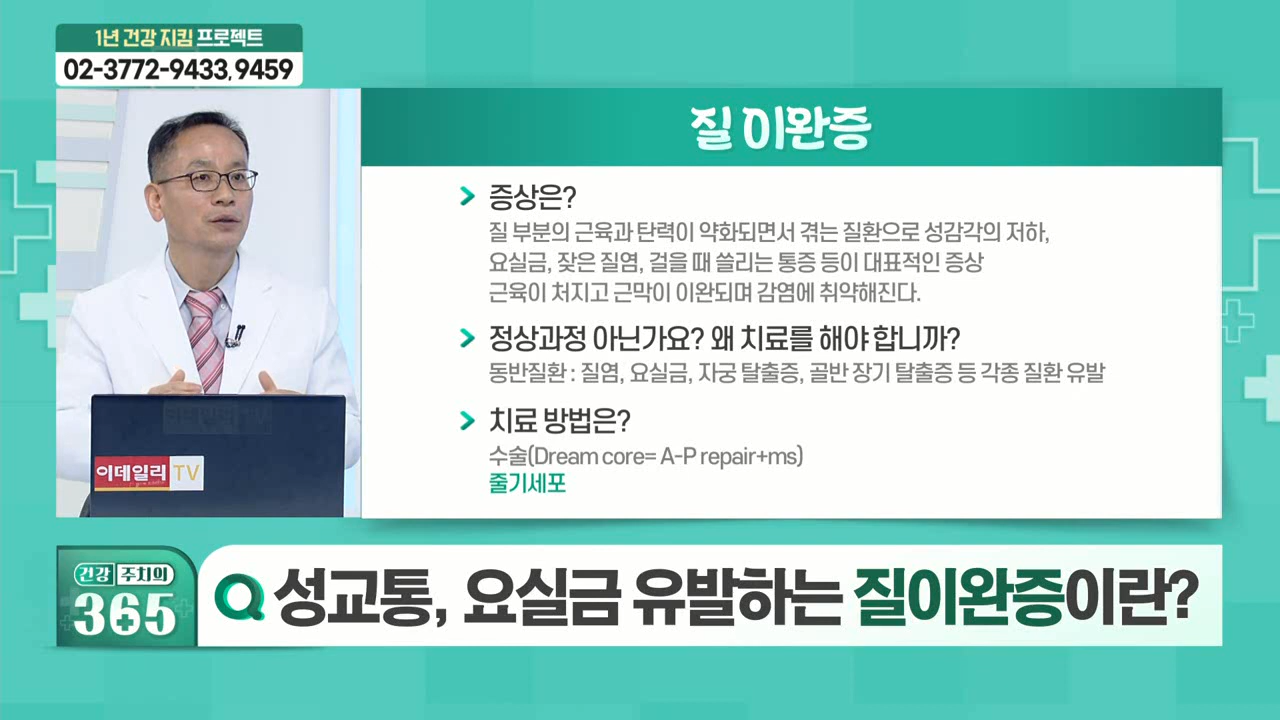 1년 건강 지킴 프로젝트
02-3772-9433, 9459
질 이완증
증상은?
질 부분의 근육과 탄력이 약화되면서 겪는 질환으로 성감각의 저하,
요실금, 잦은 질염, 걸을 때 쓸리는 통증 등이 대표적인 증상
근육이 처지고 근막이 이완되며 감염에 취약해진다.
정상과정 아닌가요? 왜 치료를 해야 합니까?
동반질환 : 질염, 요실금, 자궁 탈출증, 골반 장기 탈출증 등 각종 질환 유발
치료 방법은?
수술(Dream core= A-P repair+ms)
줄기세포
이데일리 TV
이데일리 TV
건강 주치의
365
Q 성교통, 요실금 유발하는 질이완증이란?